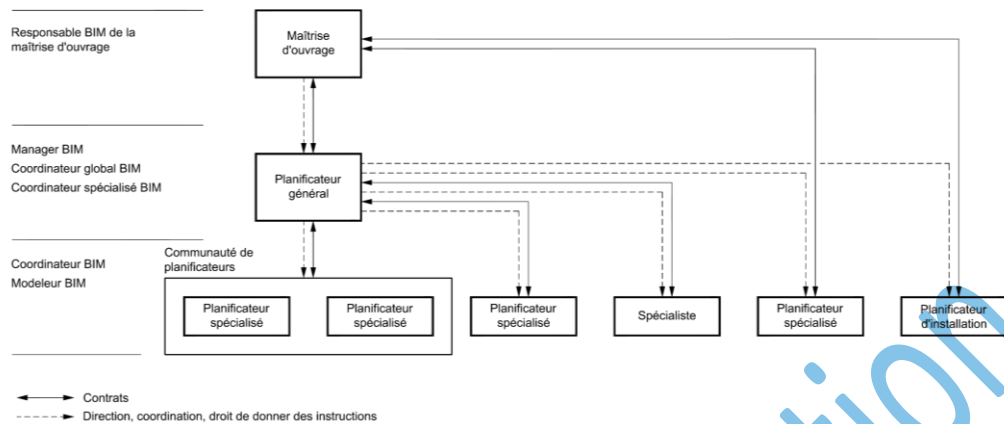 Responsable BIM de la
maîtrise d'ouvrage
Maîtrise
d'ouvrage
Manager BIM
Coordinateur global BIM
Coordinateur spécialisé BIM
Planificateur
général
Coordinateur BIM
Modeleur BIM
Communauté de
planificateurs
Planificateur
spécialisé
Planificateur
spécialisé
Planificateur
spécialisé
Spécialiste
Planificateur
spécialisé
Planificateur
d'installation
Contrats
Direction, coordination, droit de donner des instructions